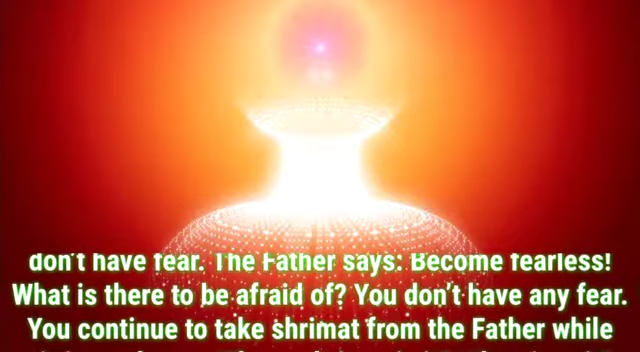 don't have fear. The Father says: Become fearless!
What is there to be afraid of? You don't have any fear.
You continue to take shrimat from the Father while